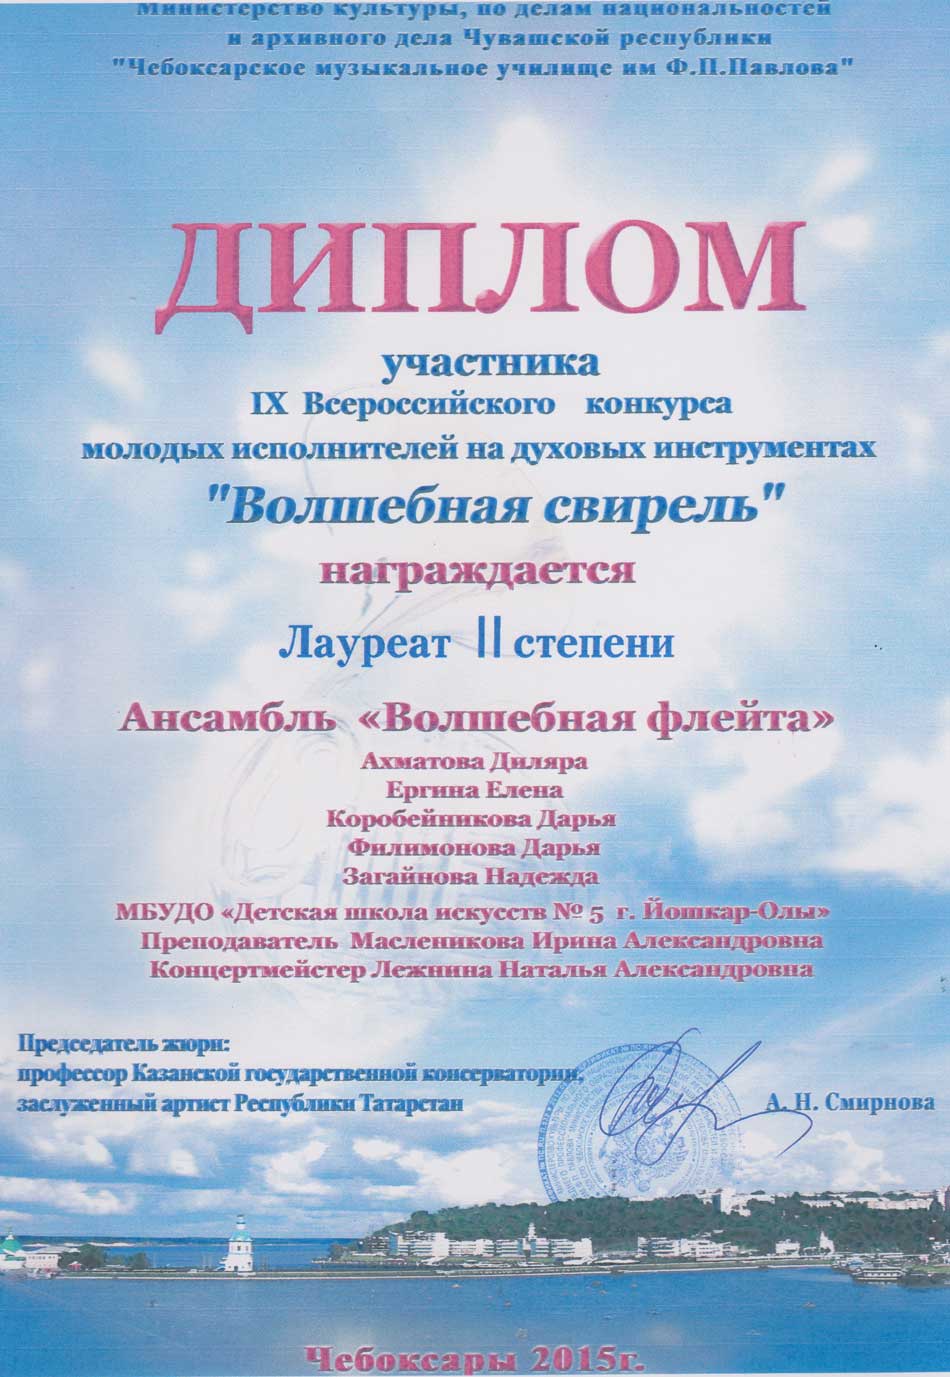 Министерство культуры, по делам национальностей
и архивного дела Чувашской республики
"Чебоксарское музыкальное училище им Ф.П.Павлова"
ДИПЛОМ
участника
IX Всероссийского конкурса
молодых исполнителей на духовых инструментах
"Волшебная свирель"
награждается
Лауреат II степени
Ансамбль «Волшебная флейта»
Ахматова Диляра
Ергина Елена
Коробейникова Дарья
Филимонова Дарья
Загайнова Надежда
МБУДО «Детская школа искусств № 5 г. Йошкар-Олы»
Преподаватель Масленикова Ирина Александровна
Концертмейстер Лежнина Наталья Александровна
Председатель жюри:
профессор Казанской государственной консерватории,
заслуженный артист Республики Татарстан
А. Н. Смирнова
Чебоксары 2015г.